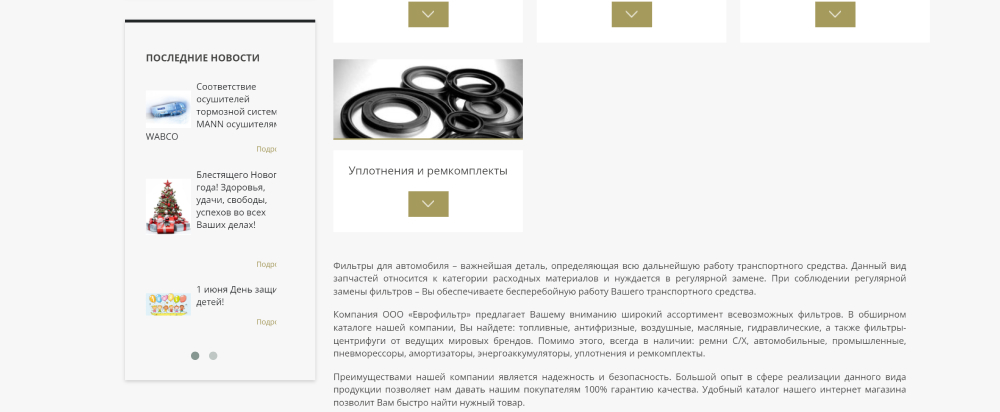 ПОСЛЕДНИЕ НОВОСТИ
Соответствие
осушителей
тормозной систем
MANN осушителям
WABCO
Подро
Блестящего Новог
года! Здоровья,
удачи, свободы,
успехов во всех
Ваших делах!
Подро
1 июня День защи
детей!
Подро
Уплотнения и ремкомплекты
Фильтры для автомобиля – важнейшая деталь, определяющая всю дальнейшую работу транспортного средства. Данный вид
запчастей относится к категории расходных материалов и нуждается в регулярной замене. При соблюдении регулярной
замены фильтров – Вы обеспечиваете бесперебойную работу Вашего транспортного средства.
Компания ООО «Еврофильтр» предлагает Вашему вниманию широкий ассортимент всевозможных фильтров. В обширном
каталоге нашей компании, Вы найдете: топливные, антифризные, воздушные, масляные, гидравлические, а также фильтры-
центрифуги от ведущих мировых брендов. Помимо этого, всегда в наличии: ремни С/Х, автомобильные, промышленные,
пневморессоры, амортизаторы, энергоаккумуляторы, уплотнения и ремкомплекты.
Преимуществами нашей компании является надежность и безопасность. Большой опыт в сфере реализации данного вида
продукции позволяет нам давать нашим покупателям 100% гарантию качества. Удобный каталог нашего интернет магазина
позволит Вам быстро найти нужный товар.